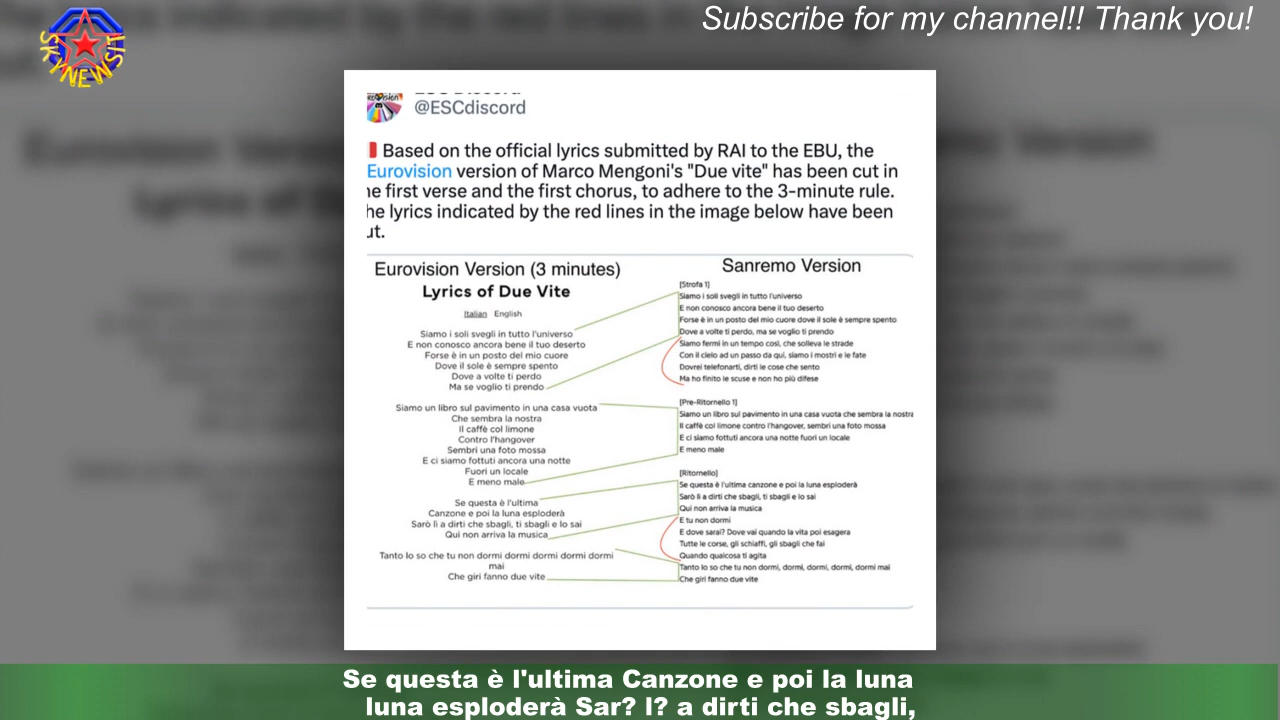 Subscribe for my channel!! Thank you!
SKYNEWSIT
@ESCdiscord
Based on the official lyrics submitted by RAI to the EBU, the
Eurovision version of Marco Mengoni's "Due vite" has been cut in
he first verse and the first chorus, to adhere to the 3-minute rule.
he lyrics indicated by the red lines in the image below have been
ut.
Eurovision Version (3 minutes)
Lyrics of Due Vite
Italian English
Siamo i soli svegli in tutto l'universo
E non conosco ancora bene il tuo deserto
Forse è in un posto del mio cuore
Dove il sole è sempre spento
Dove a volte ti perdo
Ma se voglio ti prendo
Siamo un libro sul pavimento in una casa vuota
Che sembra la nostra
Il caffè col limone
Contro l'hangover
Sembri una foto mossa
E ci siamo fottuti ancora una notte
Fuori un locale
E meno male
Se questa è l'ultima
Canzone e poi la luna esploderà
Sarò lì a dirti che sbagli, ti sbagli e lo sai
Qui non arriva la musica
Tanto lo so che tu non dormi dormi dormi dormi dormi
mai
Che giri fanno due vite
Sanremo Version
[Strofa 1]
Siamo i soli svegli in tutto l'universo
E non conosco ancora bene il tuo deserto
Forse è in un posto del mio cuore dove il sole è sempre spento
Dove a volte ti perdo, ma se voglio ti prendo
Siamo fermi in un tempo così, che solleva le strade
Con il cielo ad un passo da qui, siamo i mostri e le fate
Dovrei telefonarti, dirti le cose che sento
Ma ho finito le scuse e non ho più difese
[Pre-Ritornello 1]
Siamo un libro sul pavimento in una casa vuota che sembra la nostra
Il caffè col limone contro l'hangover, sembri una foto mossa
E ci siamo fottuti ancora una notte fuori un locale
E meno male
[Ritornello]
Se questa è l'ultima canzone e poi la luna esploderà
Sarò lì a dirti che sbagli, ti sbagli e lo sai
Qui non arriva la musica
E tu non dormi
E dove sarai? Dove vai quando la vita poi esagera
Tutte le corse, gli schiaffi, gli sbagli che fai
Quando qualcosa ti agita
Tanto lo so che tu non dormi, dormi, dormi, dormi, dormi mai
Che giri fanno due vite
Se questa è l'ultima Canzone e poi la luna
luna esploderà Sar? l? a dirti che sbagli,